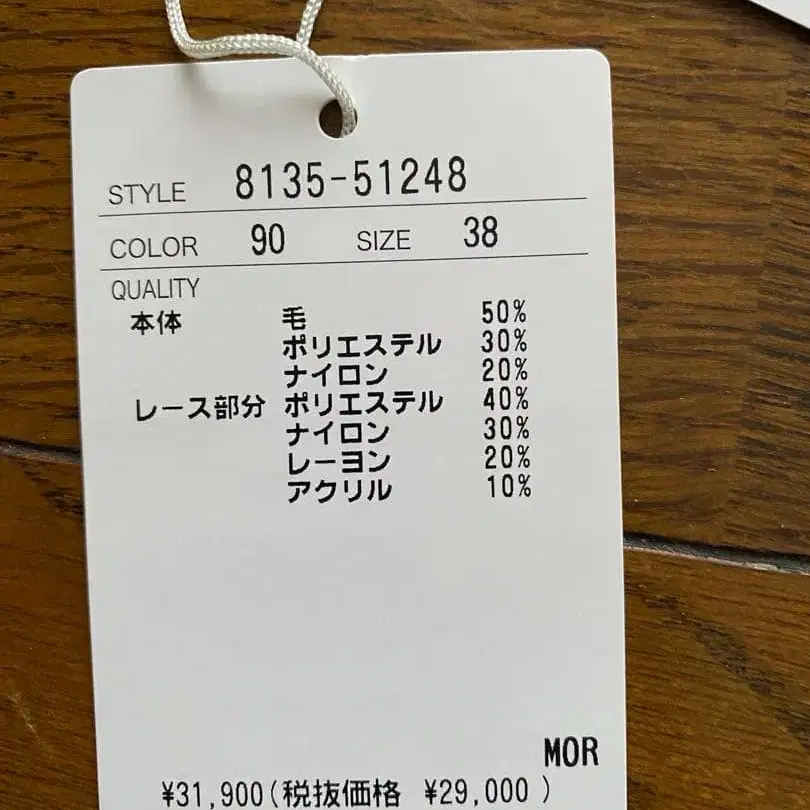 STYLE 8135-51248
COLOR 90 SIZE 38
QUALITY
本体 毛 50%
ポリエステル 30%
ナイロン 20%
レース部分 ポリエステル 40%
ナイロン 30%
レーヨン 20%
アクリル 10%
MOR
¥31,900(税抜価格 ¥29,000 )